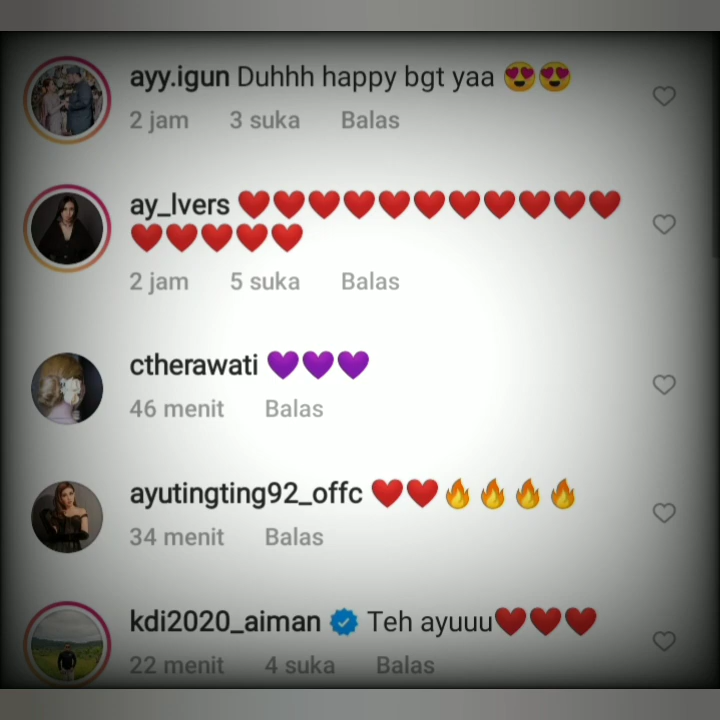 ayy.igun Duhhh happy bgt yaa 😍😍
2 jam 3 suka Balas
ay_lvers ❤️❤️❤️❤️❤️❤️❤️❤️❤️❤️❤️
❤️❤️❤️❤️❤️
2 jam 5 suka Balas
ctherawati 💜💜💜
46 menit Balas
ayutingting92_offc ❤️❤️🔥🔥🔥🔥
34 menit Balas
kdi2020_aiman Teh ayuuu❤️❤️❤️
22 menit 4 suka Balas